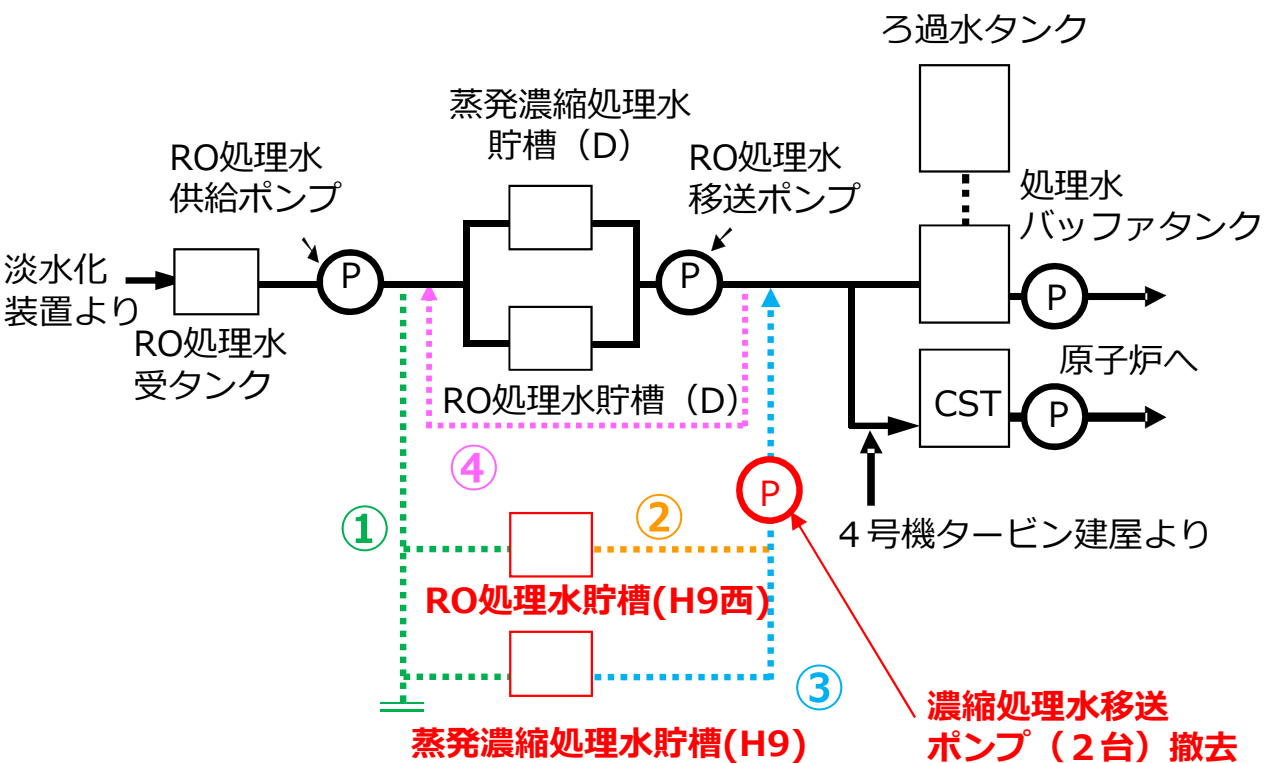 ろ過水タンク
蒸発濃縮処理水
貯槽（D）
RO処理水
供給ポンプ
RO処理水
移送ポンプ
処理水
バッファタンク
淡水化
装置より
P
P
P
RO処理水
受タンク
RO処理水貯槽（D）
原子炉へ
CST
P
④
P
①
②
４号機タービン建屋より
RO処理水貯槽(H9西)
③
蒸発濃縮処理水貯槽(H9)
濃縮処理水移送
ポンプ（２台）撤去